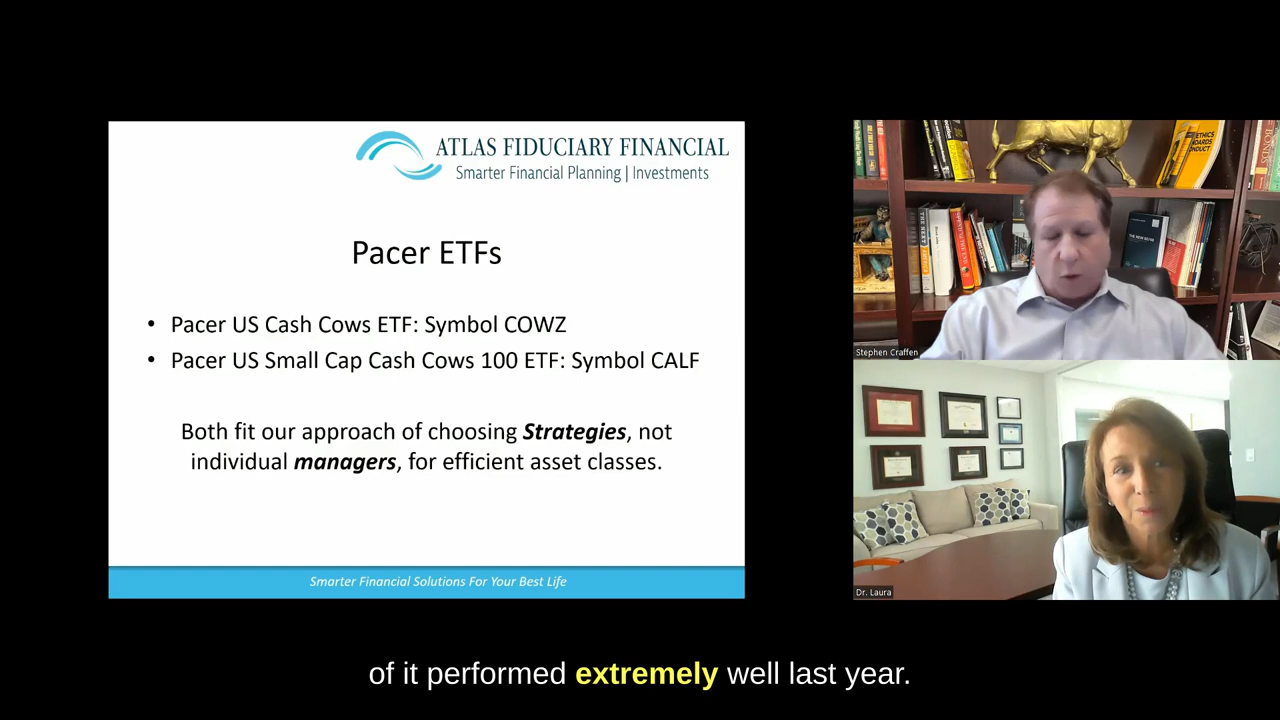 ATLAS FIDUCIARY FINANCIAL
Smarter Financial Planning | Investments
Pacer ETFs
• Pacer US Cash Cows ETF: Symbol COWZ
• Pacer US Small Cap Cash Cows 100 ETF: Symbol CALF
Both fit our approach of choosing Strategies, not
individual managers, for efficient asset classes.
Smarter Financial Solutions For Your Best Life
ETHICS
CONDUCT
BONDS
Stephen Craffen
Dr. Laura
of it performed extremely well last year.